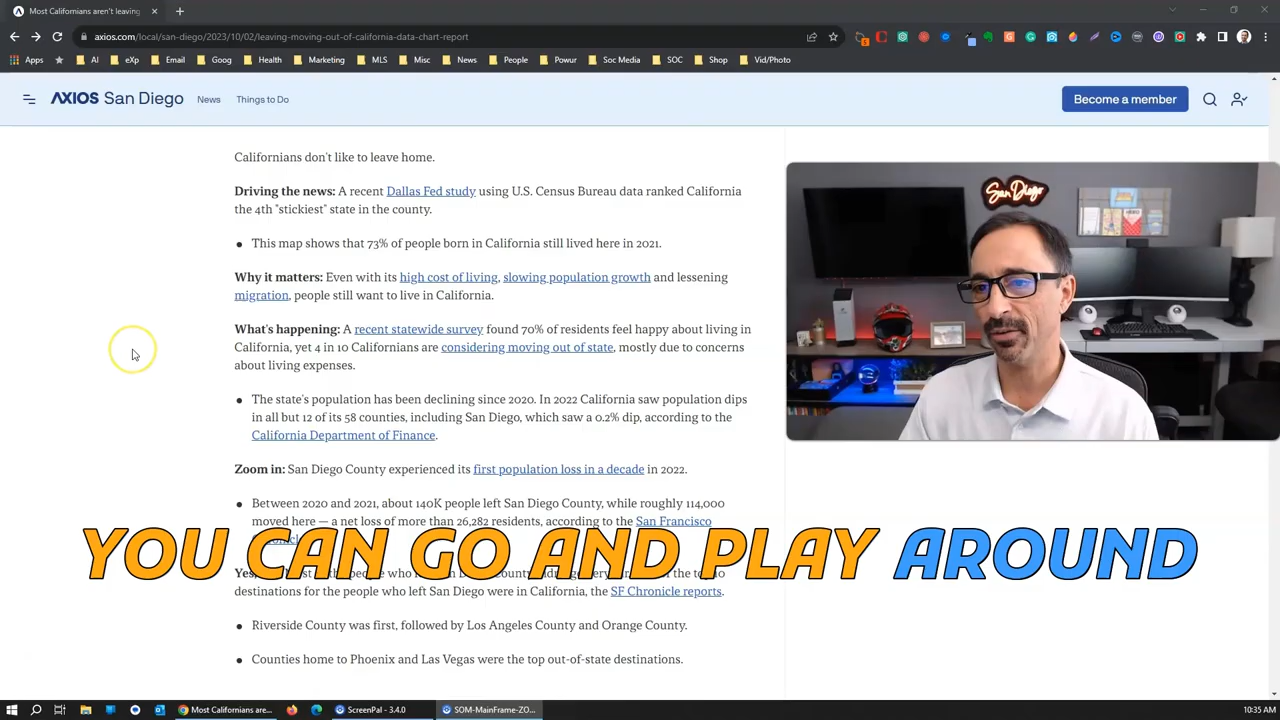 Most Californians aren't leaving
axios.com/local/san-diego/2023/10/02/leaving-moving-out-of-california-data-chart-report
Apps
AI
eXp
Email
Goog
Health
Marketing
MLS
Misc
News
People
Powur
Soc Media
SOC
Shop
Vid/Photo
AXIOS San Diego
News
Things to Do
Become a member
Californians don't like to leave home.
Driving the news: A recent Dallas Fed study using U.S. Census Bureau data ranked California
the 4th "stickiest" state in the county.
This map shows that 73% of people born in California still lived here in 2021.
Why it matters: Even with its high cost of living, slowing population growth and lessening
migration, people still want to live in California.
What's happening: A recent statewide survey found 70% of residents feel happy about living in
California, yet 4 in 10 Californians are considering moving out of state, mostly due to concerns
about living expenses.
The state's population has been declining since 2020. In 2022 California saw population dips
in all but 12 of its 58 counties, including San Diego, which saw a 0.2% dip, according to the
California Department of Finance.
Zoom in: San Diego County experienced its first population loss in a decade in 2022.
Between 2020 and 2021, about 140K people left San Diego County, while roughly 114,000
moved here — a net loss of more than 26,282 residents, according to the San Francisco
YOU CAN GO AND PLAY AROUND
destinations for the people who left San Diego were in California, the SF Chronicle reports.
Riverside County was first, followed by Los Angeles County and Orange County.
Counties home to Phoenix and Las Vegas were the top out-of-state destinations.
San Diego
Most Californians are...
ScreenPal - 3.4.0
SOM-MainFrame-ZO...
10:35 AM